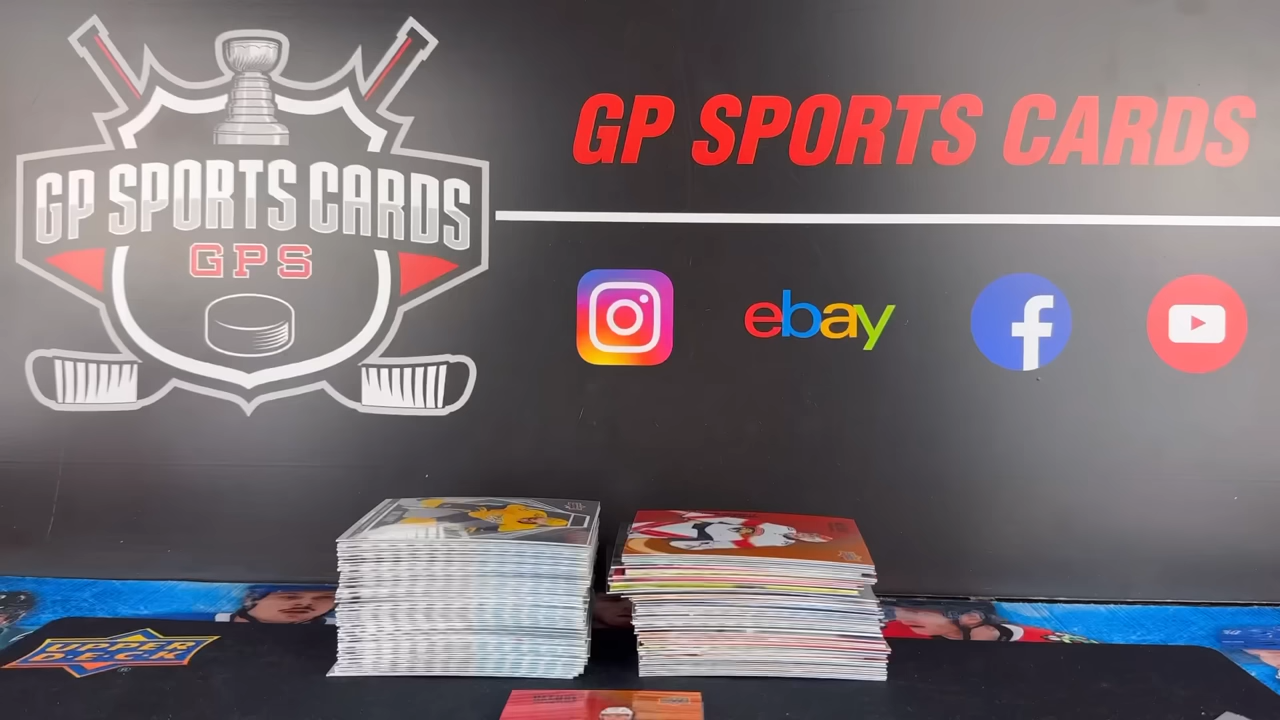 GP SPORTS CARDS
GPS
GP SPORTS CARDS
ebay
UPPER
DECK